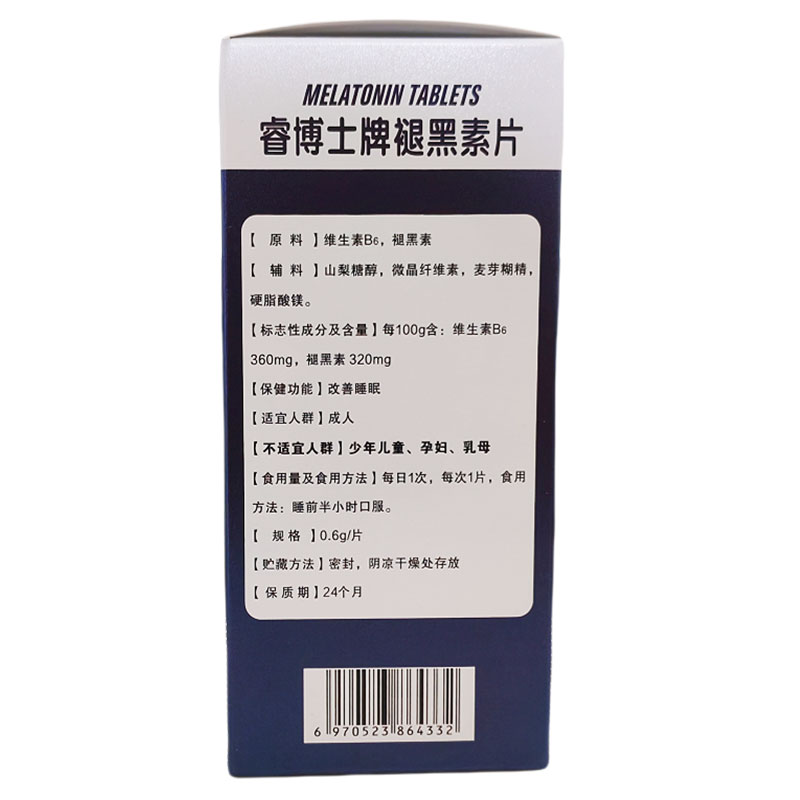 MELATONIN TABLETS
睿博士牌褪黑素片
【 原 料 】维生素B6，褪黑素
【 辅 料 】山梨糖醇，微晶纤维素，麦芽糊精，
硬脂酸镁。
【标志性成分及含量】每100g含：维生素B6
360mg，褪黑素 320mg
【保健功能】改善睡眠
【适宜人群】成人
【不适宜人群】少年儿童、孕妇、乳母
【食用量及食用方法】每日1次，每次1片，食用
方法：睡前半小时口服。
【 规 格 】0.6g/片
【贮藏方法】密封，阴凉干燥处存放
【 保 质 期 】24个月
6 970523 864332